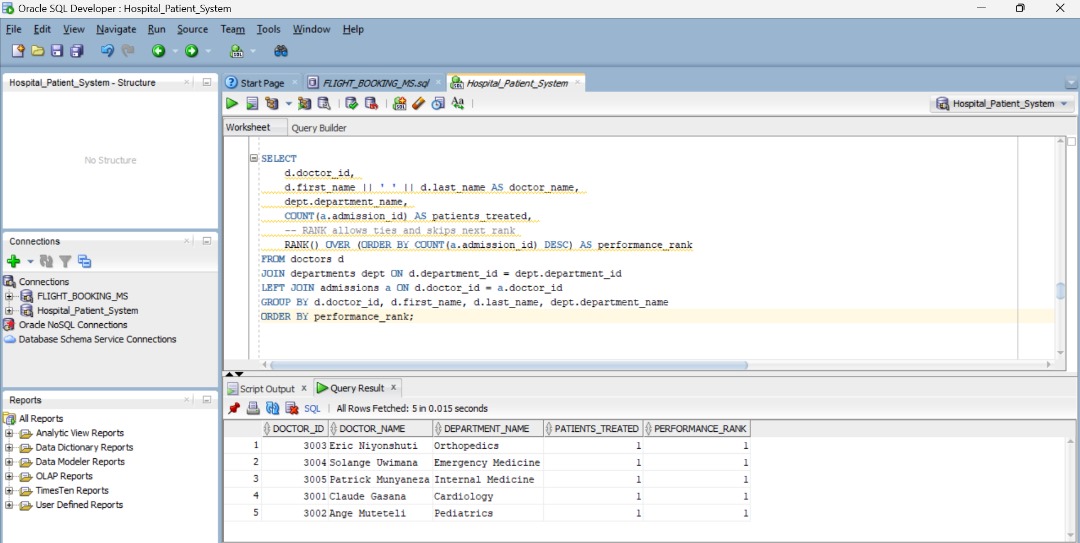 Oracle SQL Developer : Hospital_Patient_System
File Edit View Navigate Run Source Team Tools Window Help
Hospital_Patient_System - Structure
No Structure
Connections
Connections
FLIGHT_BOOKING_MS
Hospital_Patient_System
Oracle NoSQL Connections
Database Schema Service Connections
Reports
All Reports
Analytic View Reports
Data Dictionary Reports
Data Modeler Reports
OLAP Reports
TimesTen Reports
User Defined Reports
Start Page FLIGHT_BOOKING_MS.sql Hospital_Patient_System
Hospital_Patient_System
Worksheet Query Builder
SELECT
d.doctor_id,
d.first_name || ' ' || d.last_name AS doctor_name,
dept.department_name,
COUNT(a.admission_id) AS patients_treated,
-- RANK allows ties and skips next rank
RANK() OVER (ORDER BY COUNT(a.admission_id) DESC) AS performance_rank
FROM doctors d
JOIN departments dept ON d.department_id = dept.department_id
LEFT JOIN admissions a ON d.doctor_id = a.doctor_id
GROUP BY d.doctor_id, d.first_name, d.last_name, dept.department_name
ORDER BY performance_rank;
Script Output x Query Result x
SQL | All Rows Fetched: 5 in 0.015 seconds
DOCTOR_ID DOCTOR_NAME DEPARTMENT_NAME PATIENTS_TREATED PERFORMANCE_RANK
1 3003 Eric Niyonshuti Orthopedics 1 1
2 3004 Solange Uwimana Emergency Medicine 1 1
3 3005 Patrick Munyaneza Internal Medicine 1 1
4 3001 Claude Gasana Cardiology 1 1
5 3002 Ange Muteteli Pediatrics 1 1